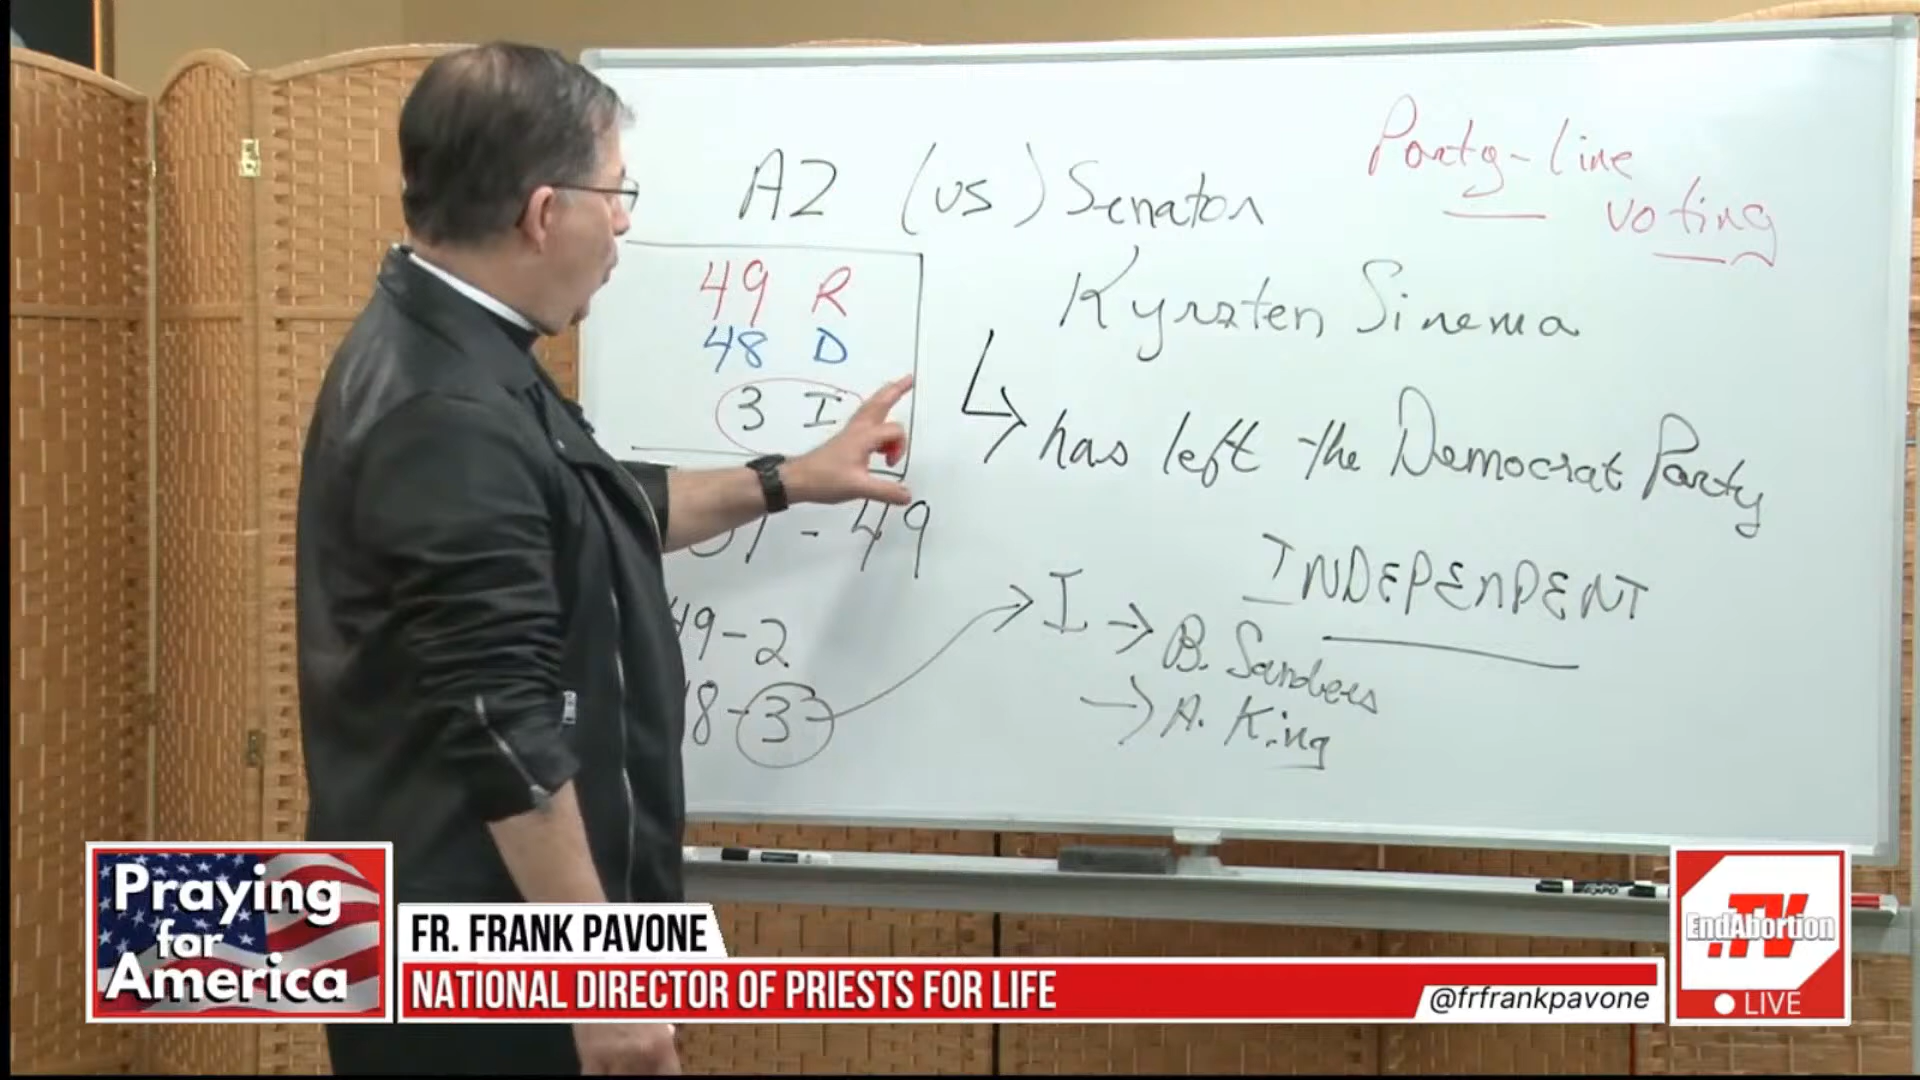 Party-line
voting
AZ (US) Senator
Kyrsten Sinema
49 R
48 D
3 I
has left the Democrat Party
INDEPENDENT
51 - 49
I → B. Sanders
→ A. King
49-2
48-3
Praying
for
America
FR. FRANK PAVONE
NATIONAL DIRECTOR OF PRIESTS FOR LIFE
@frfrankpavone
.TV
EndAbortion
LIVE